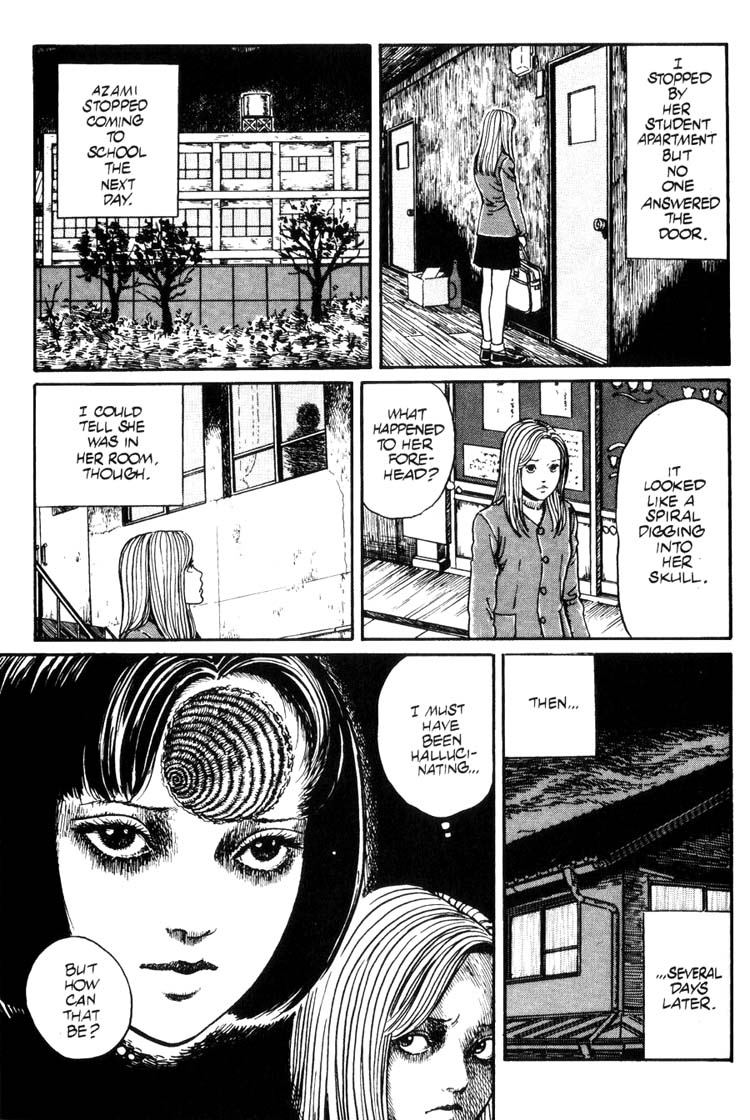 AZAMI
STOPPED
COMING
TO
SCHOOL
THE
NEXT
DAY.
I
STOPPED
BY
HER
STUDENT
APARTMENT
BUT
NO
ONE
ANSWERED
THE
DOOR.
I COULD
TELL SHE
WAS IN
HER ROOM,
THOUGH.
WHAT
HAPPENED
TO HER
FORE-
HEAD?
IT
LOOKED
LIKE A
SPIRAL
DIGGING
INTO
HER
SKULL.
I MUST
HAVE
BEEN
HALLUCI-
NATING...
BUT
HOW
CAN
THAT
BE?
THEN...
...SEVERAL
DAYS
LATER.